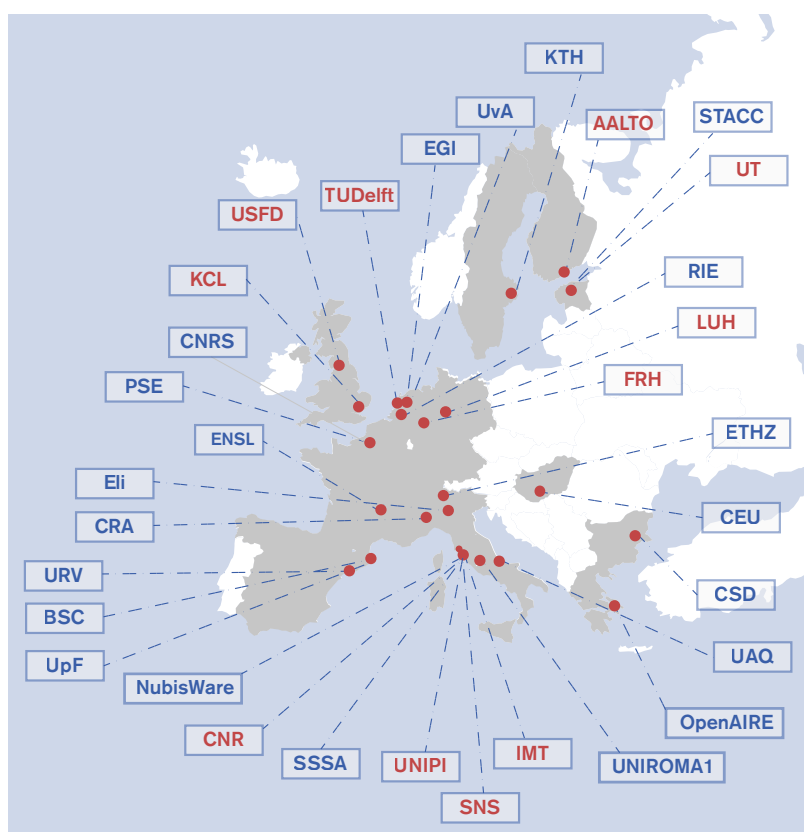 KTH
UvA
AALTO
STACC
EGI
UT
TUDelft
USFD
RIE
KCL
LUH
CNRS
FRH
PSE
ETHZ
ENSL
Eli
CEU
CRA
URV
CSD
BSC
UAQ
UpF
NubisWare
OpenAIRE
CNR
IMT
SSSA
UNIPI
UNIROMA1
SNS